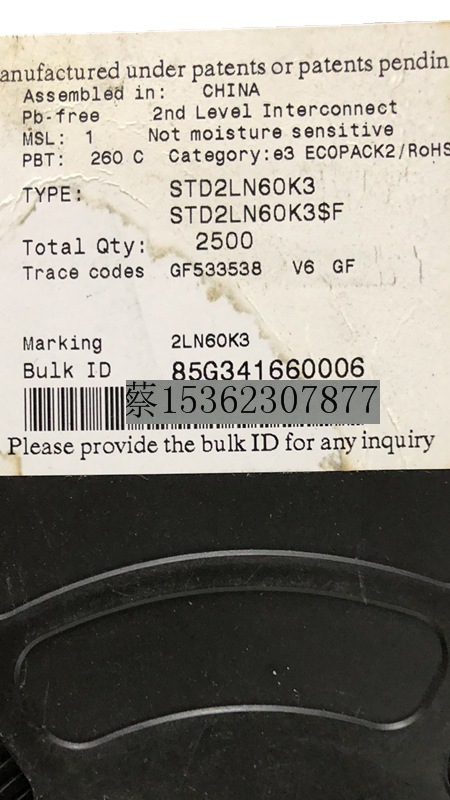 anufactured under patents or patents pendin
Assembled in: CHINA
Pb-free 2nd Level Interconnect
MSL: 1 Not moisture sensitive
PBT: 260 C Category:e3 ECOPACK2/RoHS
TYPE: STD2LN60K3
STD2LN60K3$F
Total Qty: 2500
Trace codes GF533538 V6 GF
Marking 2LN60K3
Bulk ID 85G341660006
蔡15362307877
Please provide the bulk ID for any inquiry